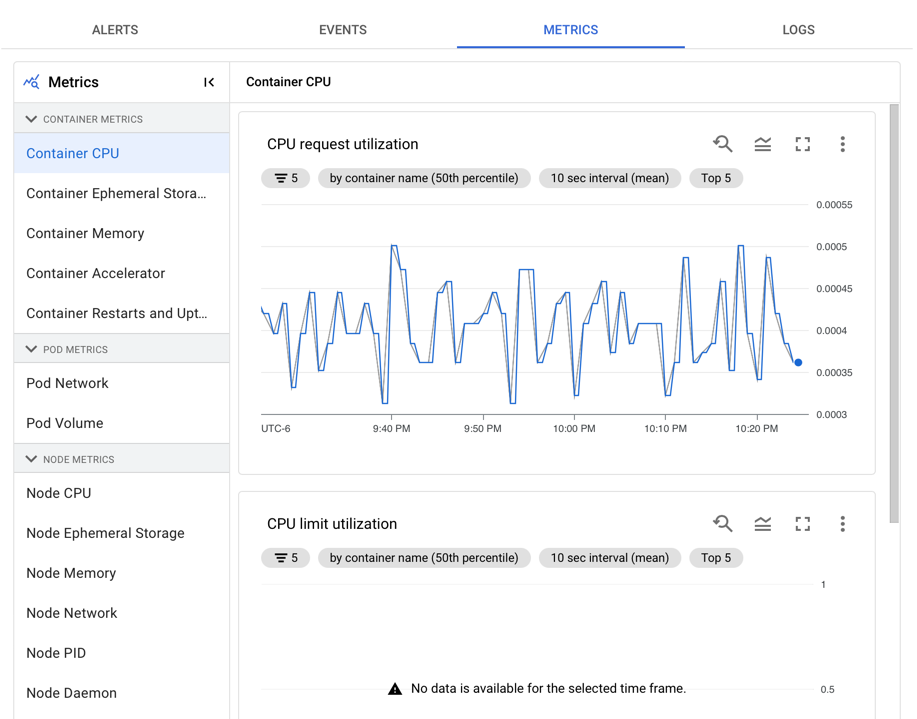 ALERTS EVENTS METRICS LOGS
Metrics
CONTAINER METRICS
Container CPU
Container Ephemeral Stora...
Container Memory
Container Accelerator
Container Restarts and Upt...
POD METRICS
Pod Network
Pod Volume
NODE METRICS
Node CPU
Node Ephemeral Storage
Node Memory
Node Network
Node PID
Node Daemon
Container CPU
CPU request utilization
5 by container name (50th percentile) 10 sec interval (mean) Top 5
0.00055
0.0005
0.00045
0.0004
0.00035
0.0003
UTC-6 9:40 PM 9:50 PM 10:00 PM 10:10 PM 10:20 PM
CPU limit utilization
5 by container name (50th percentile) 10 sec interval (mean) Top 5
1
No data is available for the selected time frame. 0.5